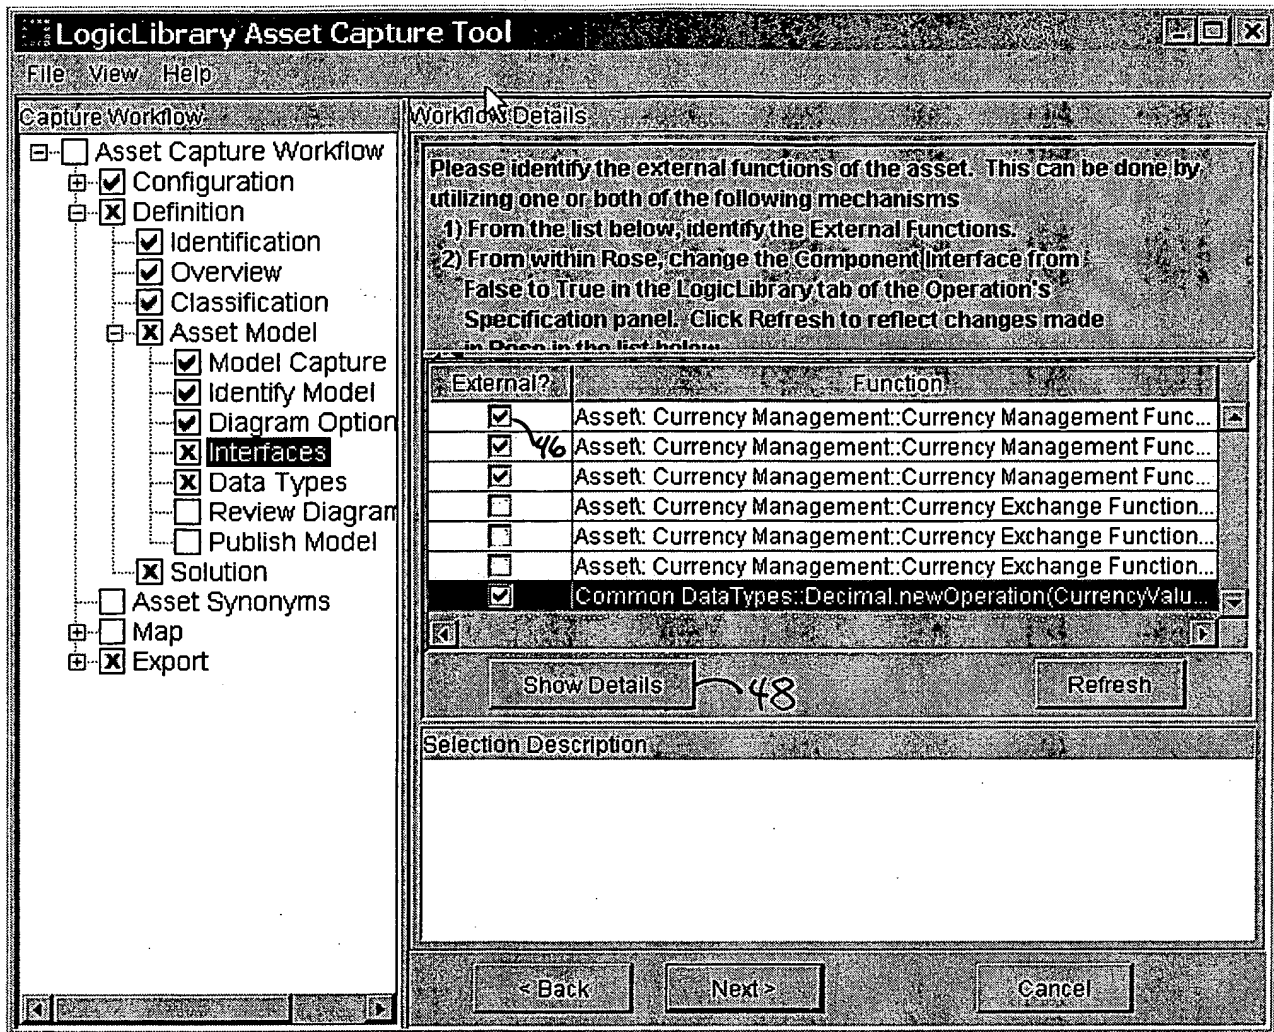 LogicLibrary Asset Capture Tool
File View Help
Capture Workflow
Asset Capture Workflow
Configuration
Definition
Identification
Overview
Classification
Asset Model
Model Capture
Identify Model
Diagram Option
Interfaces
Data Types
Review Diagram
Publish Model
Solution
Asset Synonyms
Map
Export
Workflow Details
Please identify the external functions of the asset. This can be done by
utilizing one or both of the following mechanisms
1) From the list below, identify the External Functions.
2) From within Rose, change the Component Interface from
False to True in the LogicLibrary tab of the Operation's
Specification panel. Click Refresh to reflect changes made
in Rose in the list below
External? Function
Asset\: Currency Management::Currency Management Func...
46 Asset\: Currency Management::Currency Management Func...
Asset\: Currency Management::Currency Management Func...
Asset\: Currency Management::Currency Exchange Function...
Asset\: Currency Management::Currency Exchange Function...
Asset\: Currency Management::Currency Exchange Function...
Common DataTypes::Decimal.newOperation(CurrencyValu...
Show Details 48 Refresh
Selection Description
< Back Next > Cancel